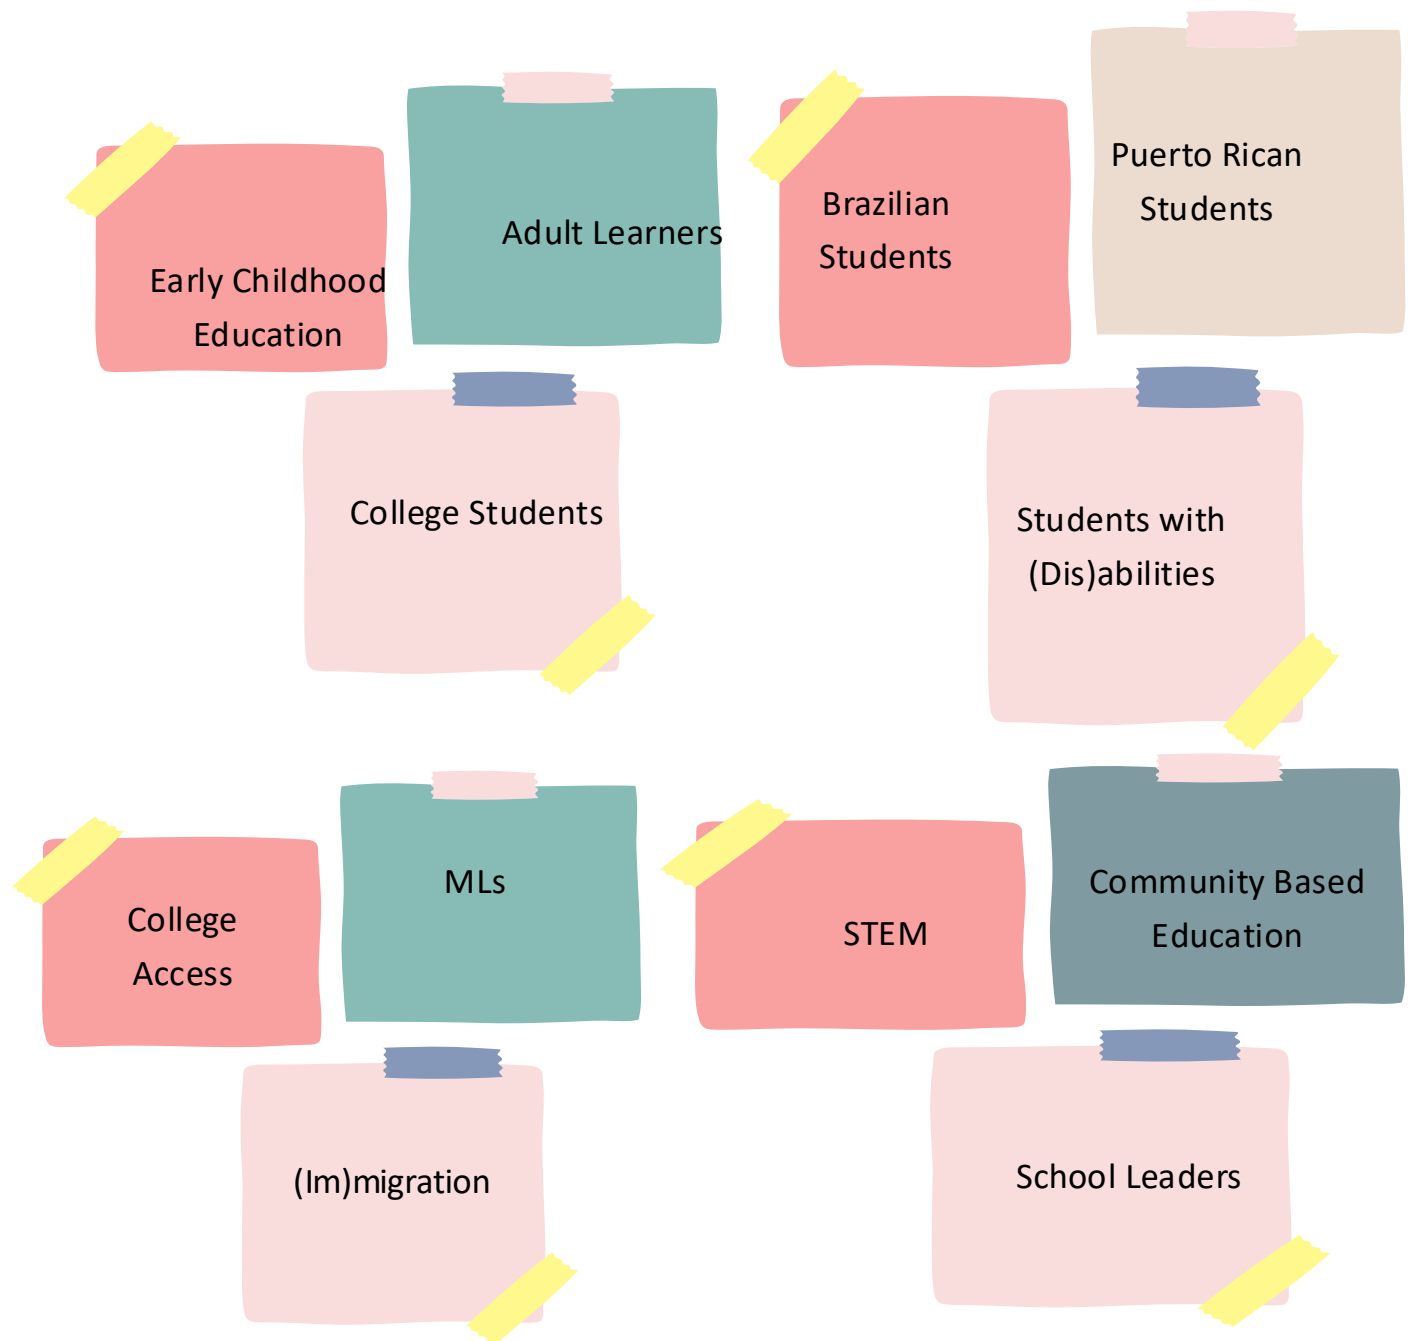 Early Childhood
Education
Adult Learners
Brazilian
Students
Puerto Rican
Students
College Students
Students with
(Dis)abilities
College
Access
MLs
STEM
Community Based
Education
(Im)migration
School Leaders